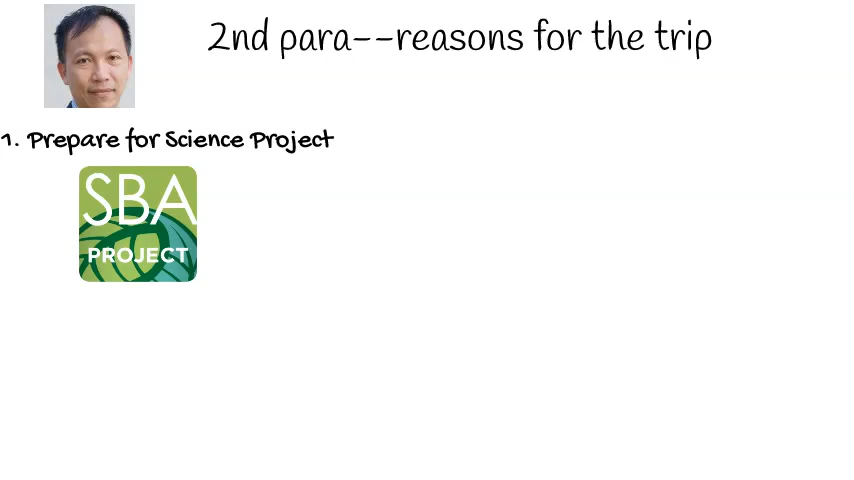 2nd para--reasons for the trip
1. Prepare for Science Project
SBA
PROJECT